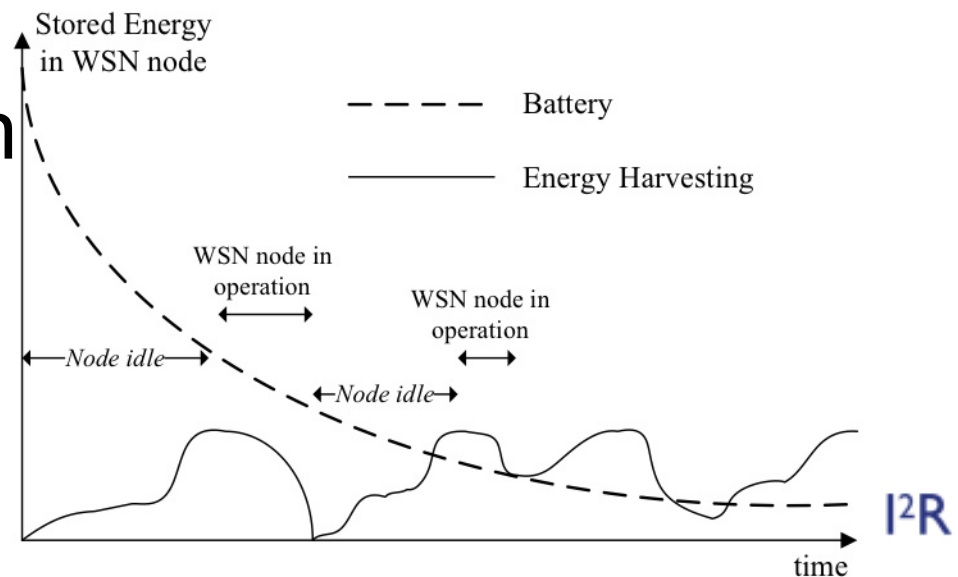 Stored Energy
in WSN node
n
Battery
Energy Harvesting
WSN node in
operation
WSN node in
operation
Node idle
Node idle
I²R
time